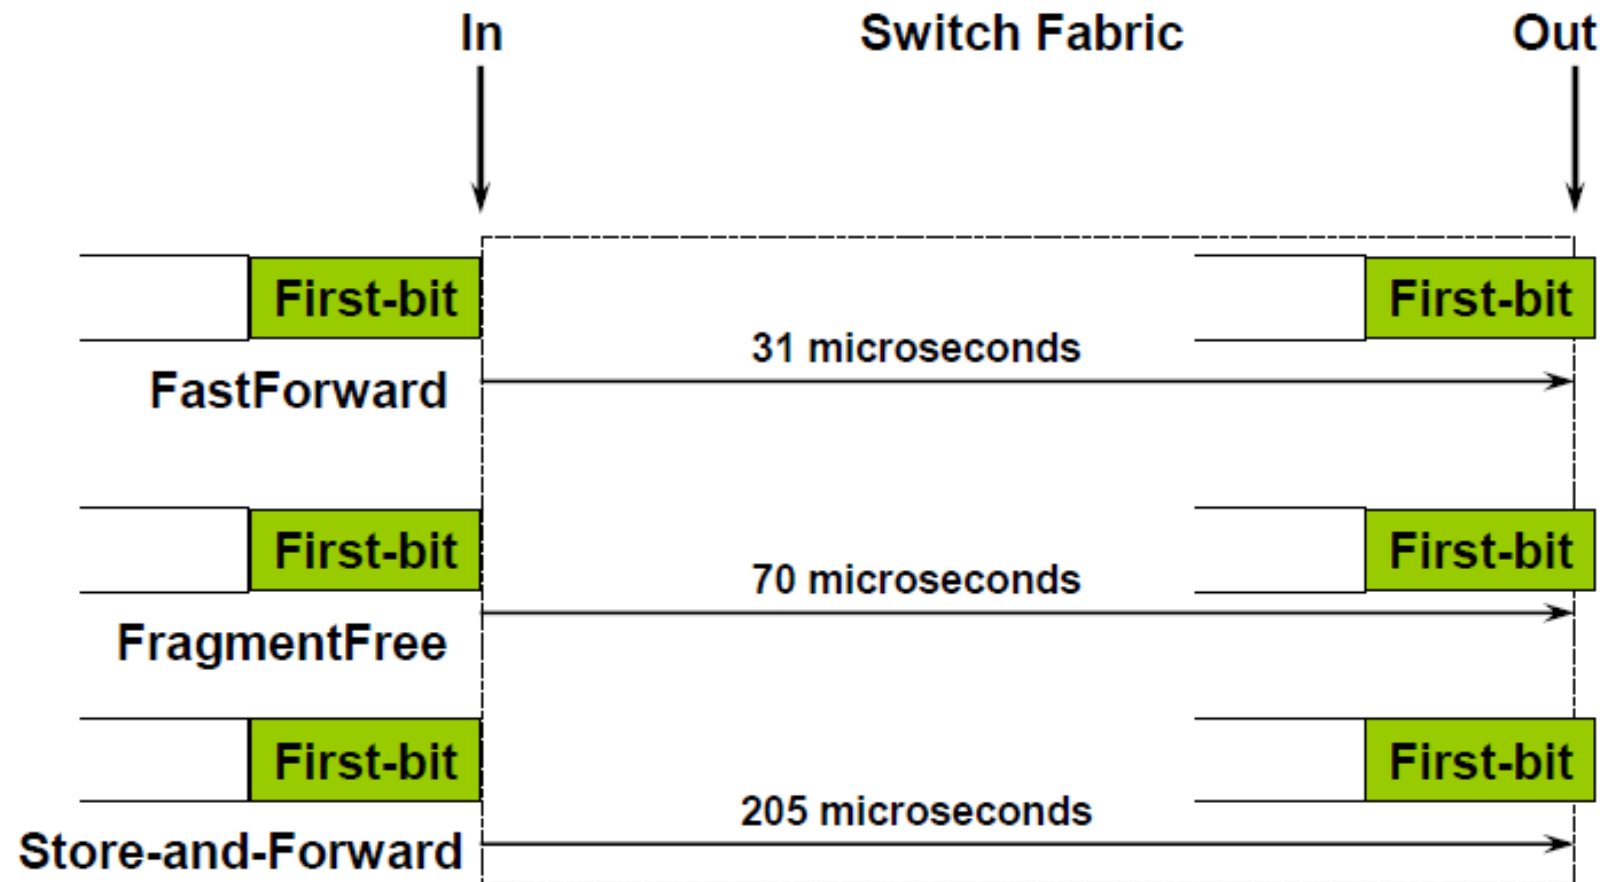 In
Switch Fabric
Out
First-bit
First-bit
31 microseconds
FastForward
First-bit
First-bit
70 microseconds
FragmentFree
First-bit
First-bit
205 microseconds
Store-and-Forward